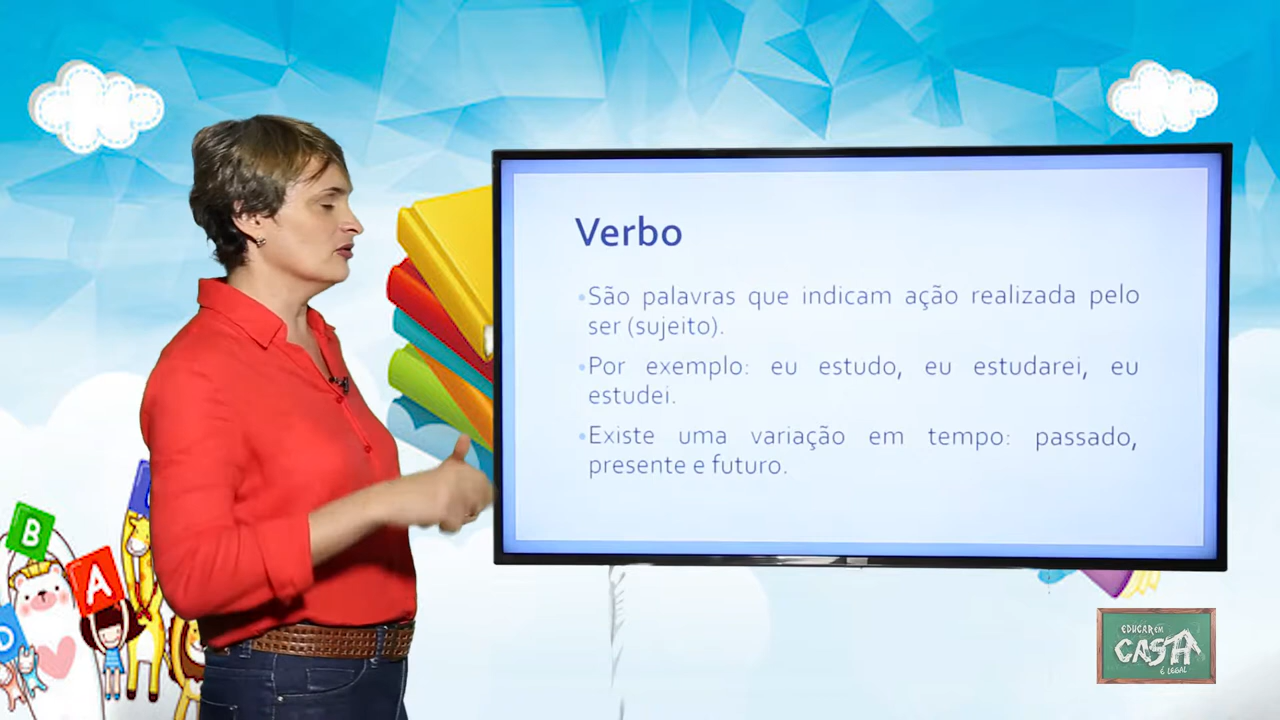 Verbo
•São palavras que indicam ação realizada pelo
ser (sujeito).
•Por exemplo: eu estudo, eu estudarei, eu
estudei.
•Existe uma variação em tempo: passado,
presente e futuro.
B
A
EDUCAR EM
CASA
É LEGAL